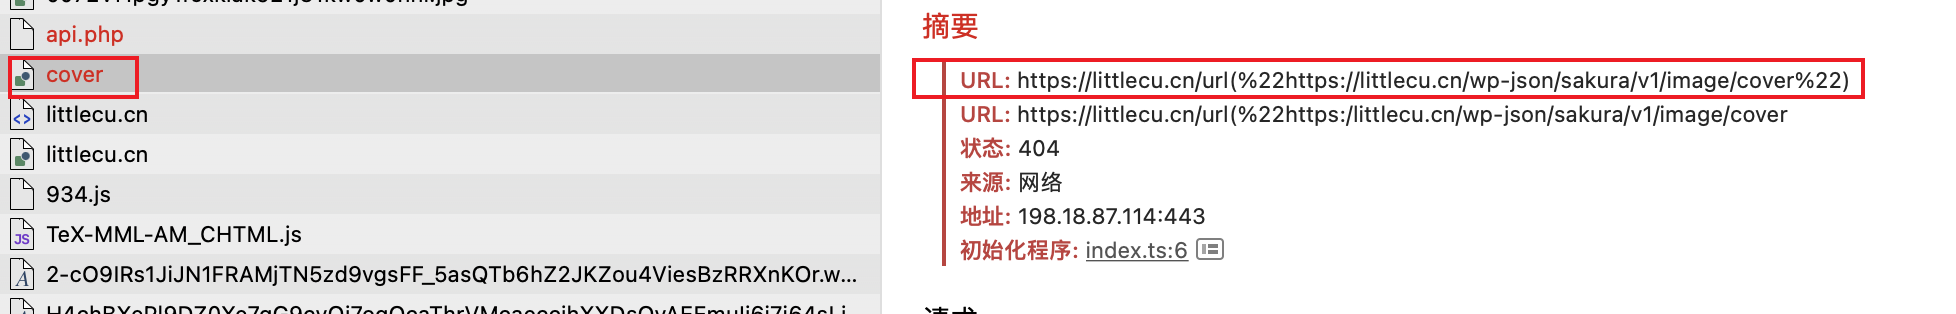 api.php
cover
littlecu.cn
littlecu.cn
934.js
TeX-MML-AM_CHTML.js
2-cO9IRs1JiJN1FRAMjTN5zd9vgsFF_5asQTb6hZ2JKZou4ViesBzRRXnKOr.w...
摘要
URL: https://littlecu.cn/url(%22https://littlecu.cn/wp-json/sakura/v1/image/cover%22)
URL: https://littlecu.cn/url(%22https:/littlecu.cn/wp-json/sakura/v1/image/cover
状态: 404
来源: 网络
地址: 198.18.87.114:443
初始化程序: index.ts:6